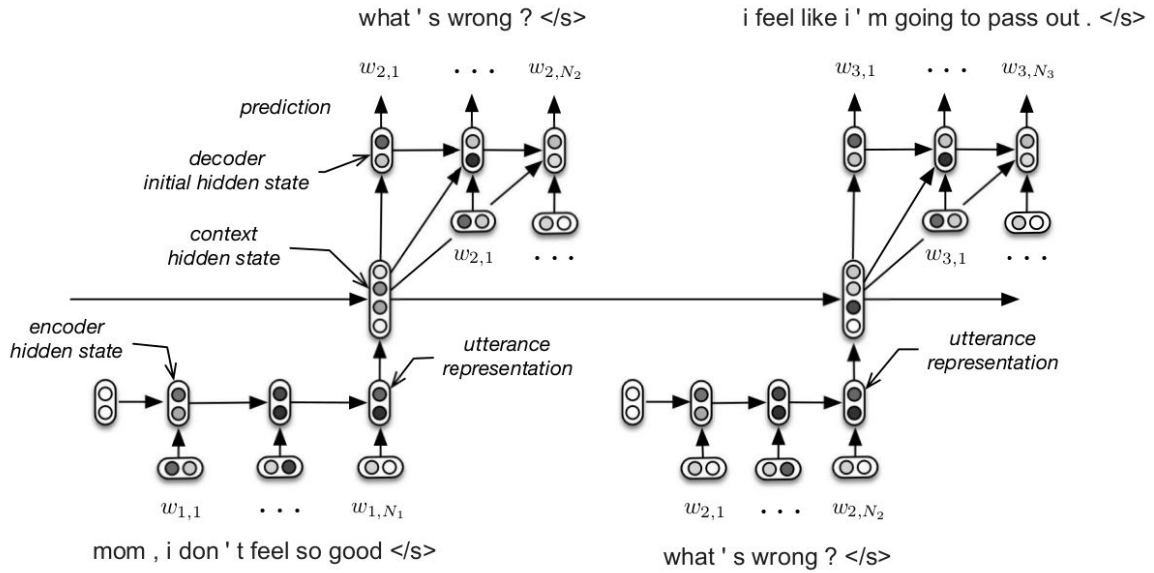 what ' s wrong ? </s>
i feel like i ' m going to pass out . </s>
w2,1 · · · w2,N2
w3,1 · · · w3,N3
prediction
decoder
initial hidden state
context
hidden state
w2,1 · · ·
w3,1 · · ·
encoder
hidden state
utterance
representation
utterance
representation
w1,1 · · · w1,N1
w2,1 · · · w2,N2
mom , i don ' t feel so good </s>
what ' s wrong ? </s>